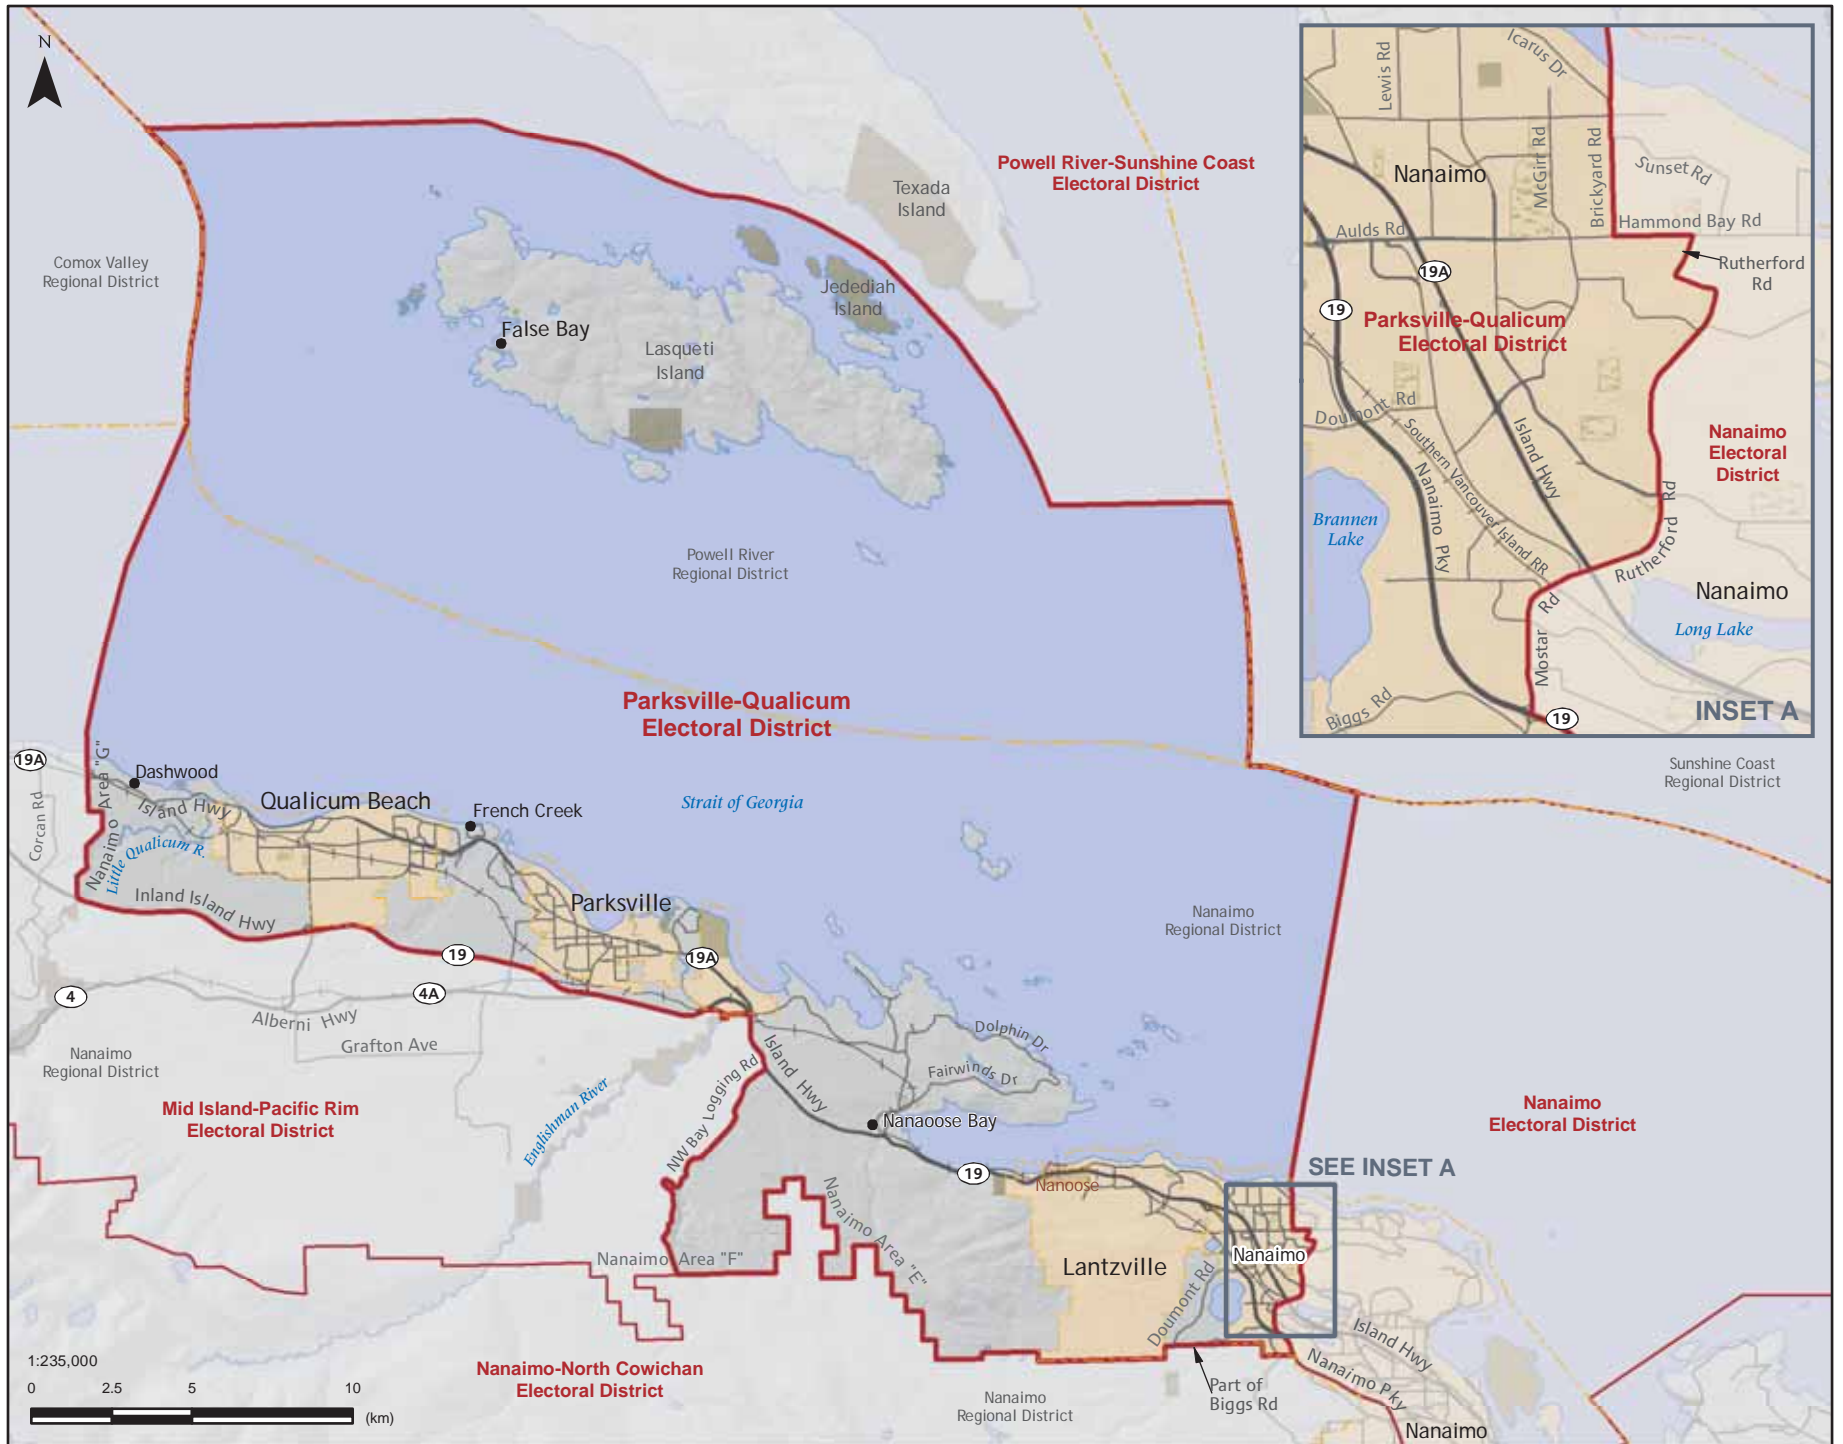 N
Powell River-Sunshine Coast
Electoral District
Texada
Island
Comox Valley
Regional District
Jedediah
Island
False Bay
Lasqueti
Island
Powell River
Regional District
Parksville-Qualicum
Electoral District
Strait of Georgia
19A
Corcan Rd
Nanaimo Area "G"
Dashwood
Island Hwy
Qualicum Beach
French Creek
Little Qualicum R.
Inland Island Hwy
Parksville
19
19A
4
4A
Alberni Hwy
Grafton Ave
Nanaimo
Regional District
Nanaimo
Regional District
Mid Island-Pacific Rim
Electoral District
Englishman River
NW Bay Logging Rd
Island Hwy
Dolphin Dr
Fairwinds Dr
Nanaoose Bay
19
Nanoose
Nanaimo Area "E"
Nanaimo Area "F"
Lantzville
Doumont Rd
Nanaimo
SEE INSET A
Nanaimo
Electoral District
Sunshine Coast
Regional District
Island Hwy
Nanaimo Pky
Nanaimo
Part of
Biggs Rd
Nanaimo
Regional District
Nanaimo-North Cowichan
Electoral District
1:235,000
0 2.5 5 10
(km)
Icarus Dr
Lewis Rd
McGirr Rd
Brickyard Rd
Sunset Rd
Nanaimo
Hammond Bay Rd
Aulds Rd
Rutherford
Rd
19A
19
Parksville-Qualicum
Electoral District
Doumont Rd
Southern Vancouver Island RR
Island Hwy
Nanaimo Pky
Nanaimo
Electoral
District
Brannen
Lake
Rutherford Rd
Nanaimo
Long Lake
Mostar Rd
Biggs Rd
19
INSET A